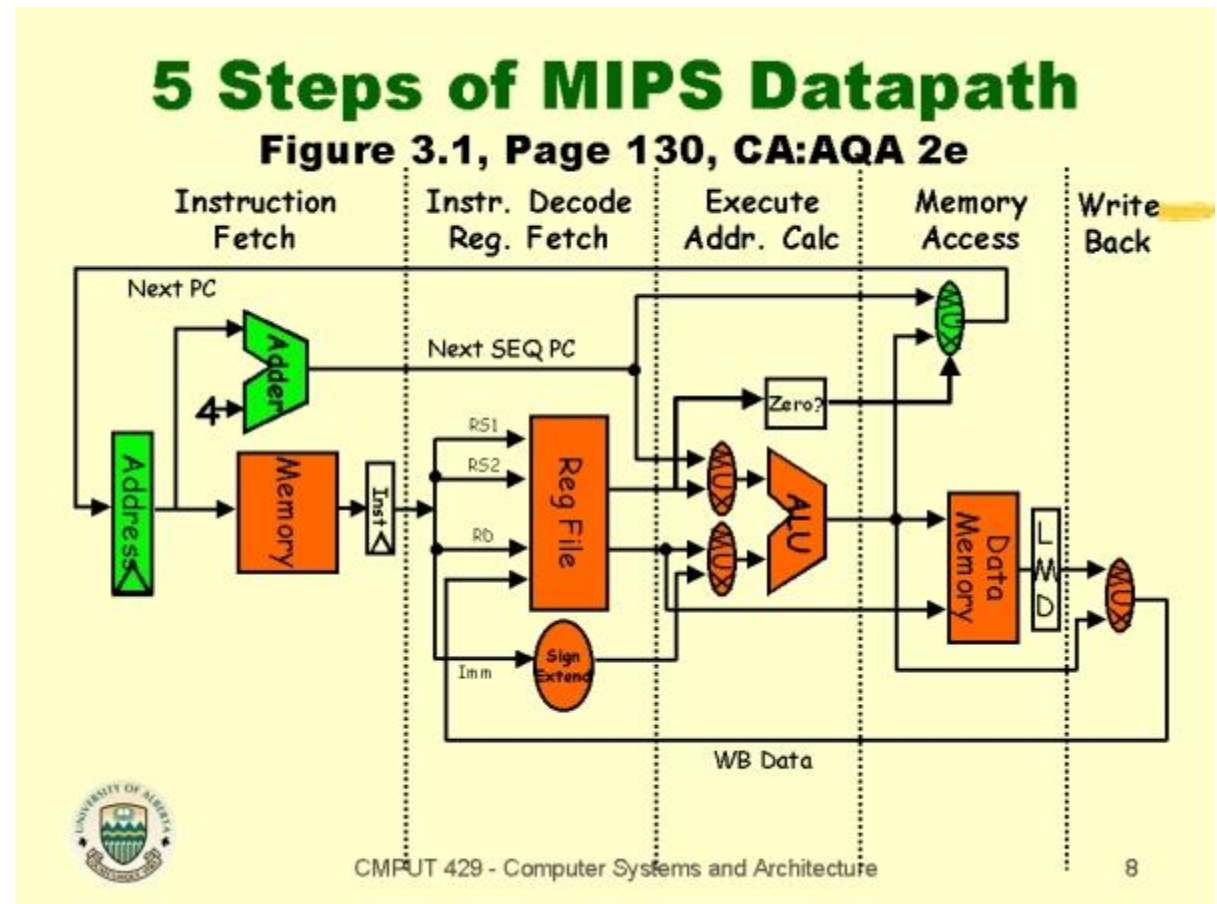 5 Steps of MIPS Datapath
Figure 3.1, Page 130, CA:AQA 2e
Instruction
Fetch
Instr. Decode
Reg. Fetch
Execute
Addr. Calc
Memory
Access
Write
Back
Next PC
Adder
4
Next SEQ PC
MUX
Zero?
Address
Memory
Inst
RS1
RS2
RD
Reg File
MUX
MUX
ALU
Data
Memory
L
M
D
MUX
Imm
Sign
Extend
WB Data
UNIVERSITY OF ALBERTA
CMPUT 429 - Computer Systems and Architecture
8